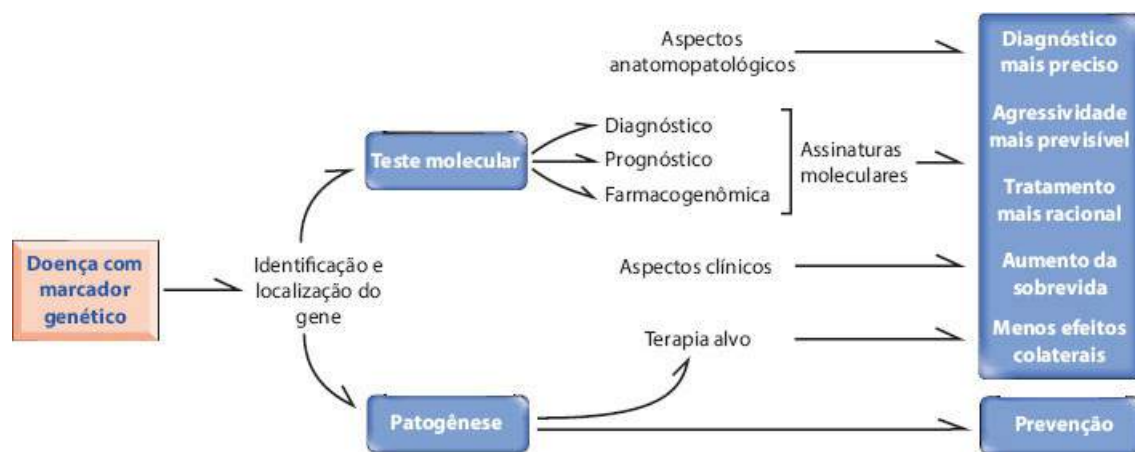 Doença com
marcador
genético
Identificação e
localização do
gene
Teste molecular
Patogênese
Aspectos
anatomopatológicos
Diagnóstico
Prognóstico
Farmacogenômica
Assinaturas
moleculares
Aspectos clínicos
Terapia alvo
Diagnóstico
mais preciso
Agressividade
mais previsível
Tratamento
mais racional
Aumento da
sobrevida
Menos efeitos
colaterais
Prevenção